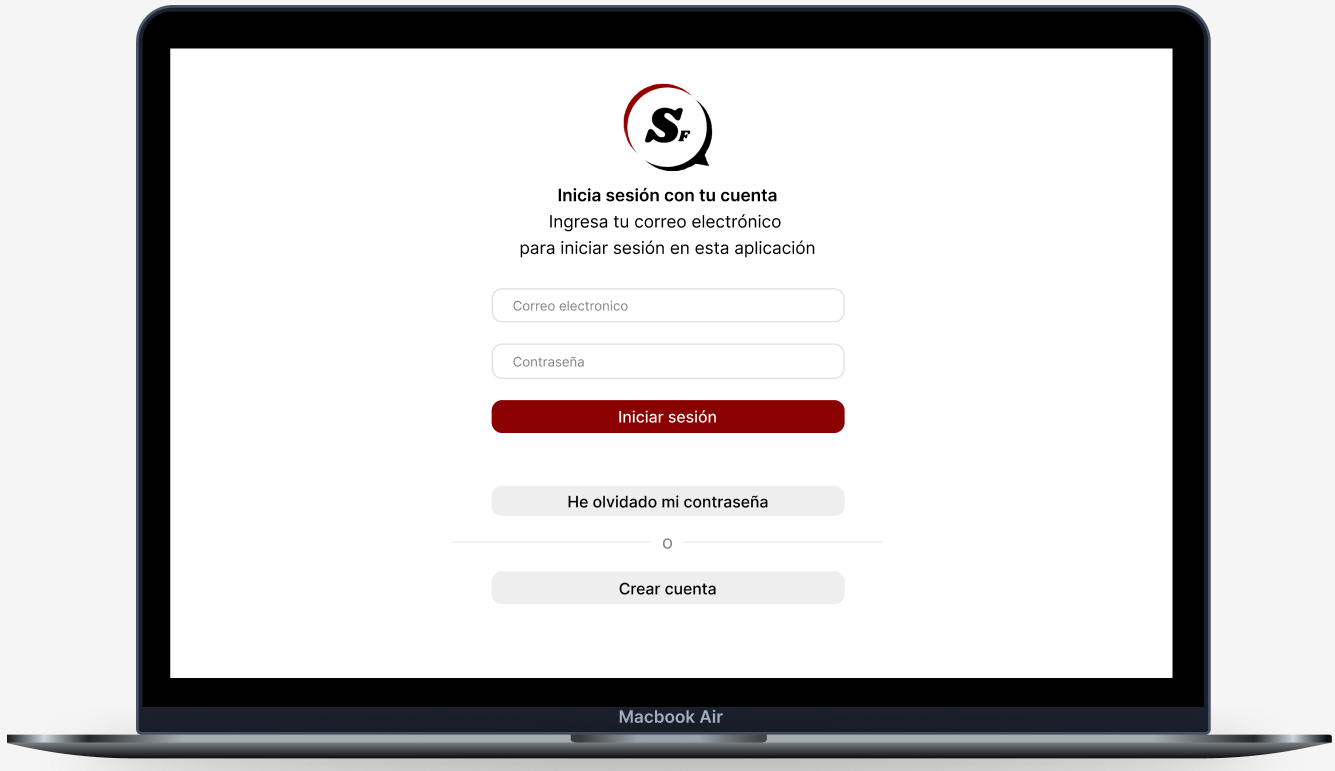 SF
Inicia sesión con tu cuenta
Ingresa tu correo electrónico
para iniciar sesión en esta aplicación
Correo electronico
Contraseña
Iniciar sesión
He olvidado mi contraseña
O
Crear cuenta
Macbook Air